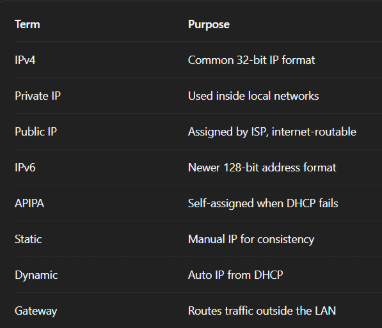 Term Purpose
IPv4 Common 32-bit IP format
Private IP Used inside local networks
Public IP Assigned by ISP, internet-routable
IPv6 Newer 128-bit address format
APIPA Self-assigned when DHCP fails
Static Manual IP for consistency
Dynamic Auto IP from DHCP
Gateway Routes traffic outside the LAN